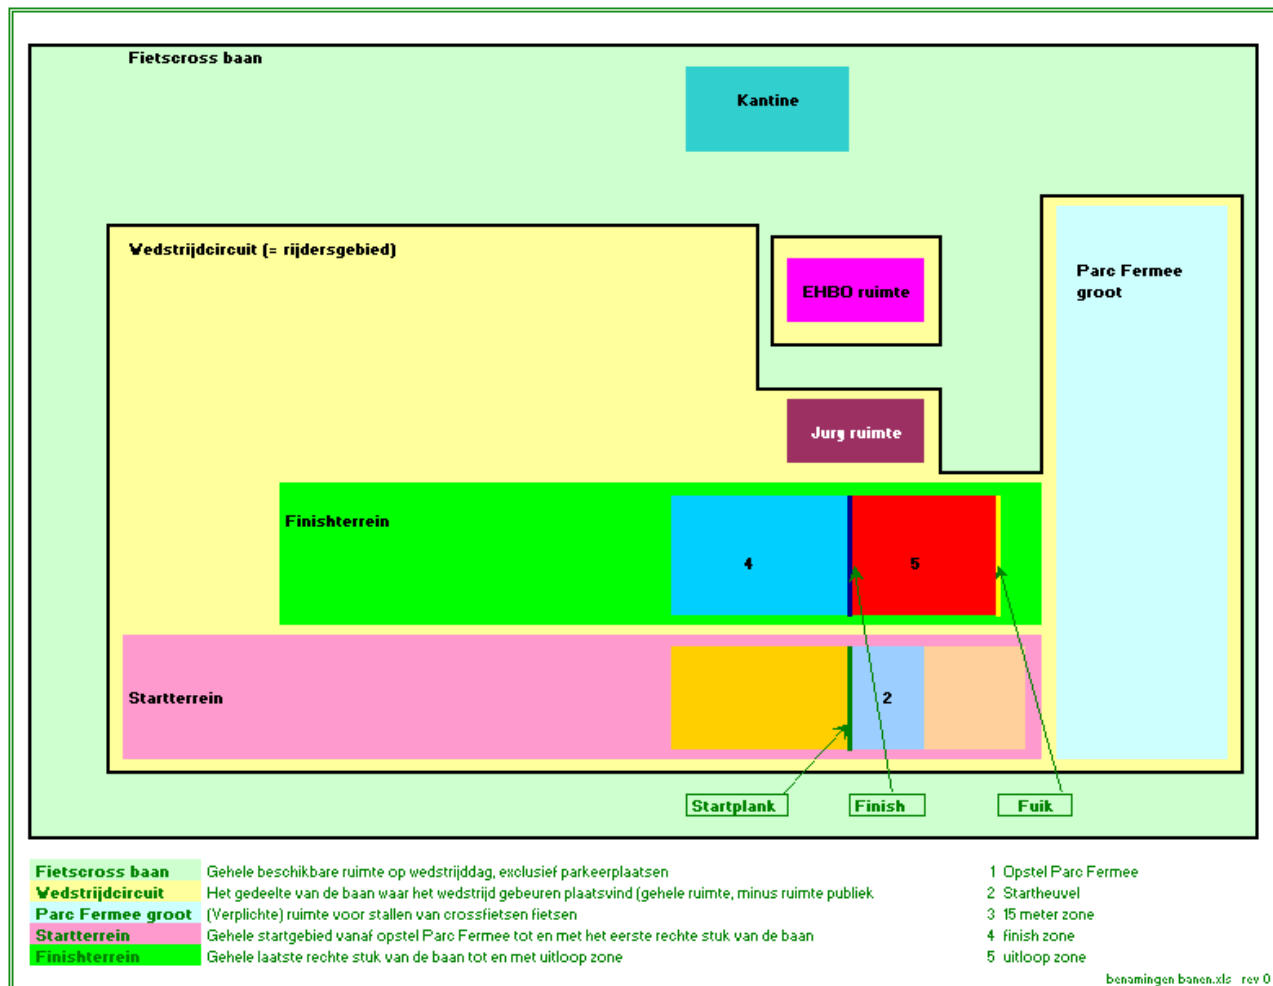 Fietscross baan
Kantine
Wedstrijdcircuit (= rijdersgebied)
EHBO ruimte
Parc Fermee
groot
Jury ruimte
Finishterrein
4
5
Startterrein
2
Startplank
Finish
Fuik
Fietscross baan Gehele beschikbare ruimte op wedstrijddag, exclusief parkeerplaatsen
Wedstrijdcircuit Het gedeelte van de baan waar het wedstrijd gebeuren plaatsvind (gehele ruimte, minus ruimte publiek
Parc Fermee groot (Verplichte) ruimte voor stallen van crossfietsen fietsen
Startterrein Gehele startgebied vanaf opstel Parc Fermee tot en met het eerste rechte stuk van de baan
Finishterrein Gehele laatste rechte stuk van de baan tot en met uitloop zone
1 Opstel Parc Fermee
2 Startheuvel
3 15 meter zone
4 finish zone
5 uitloop zone
benamingen banen.xls rev 0